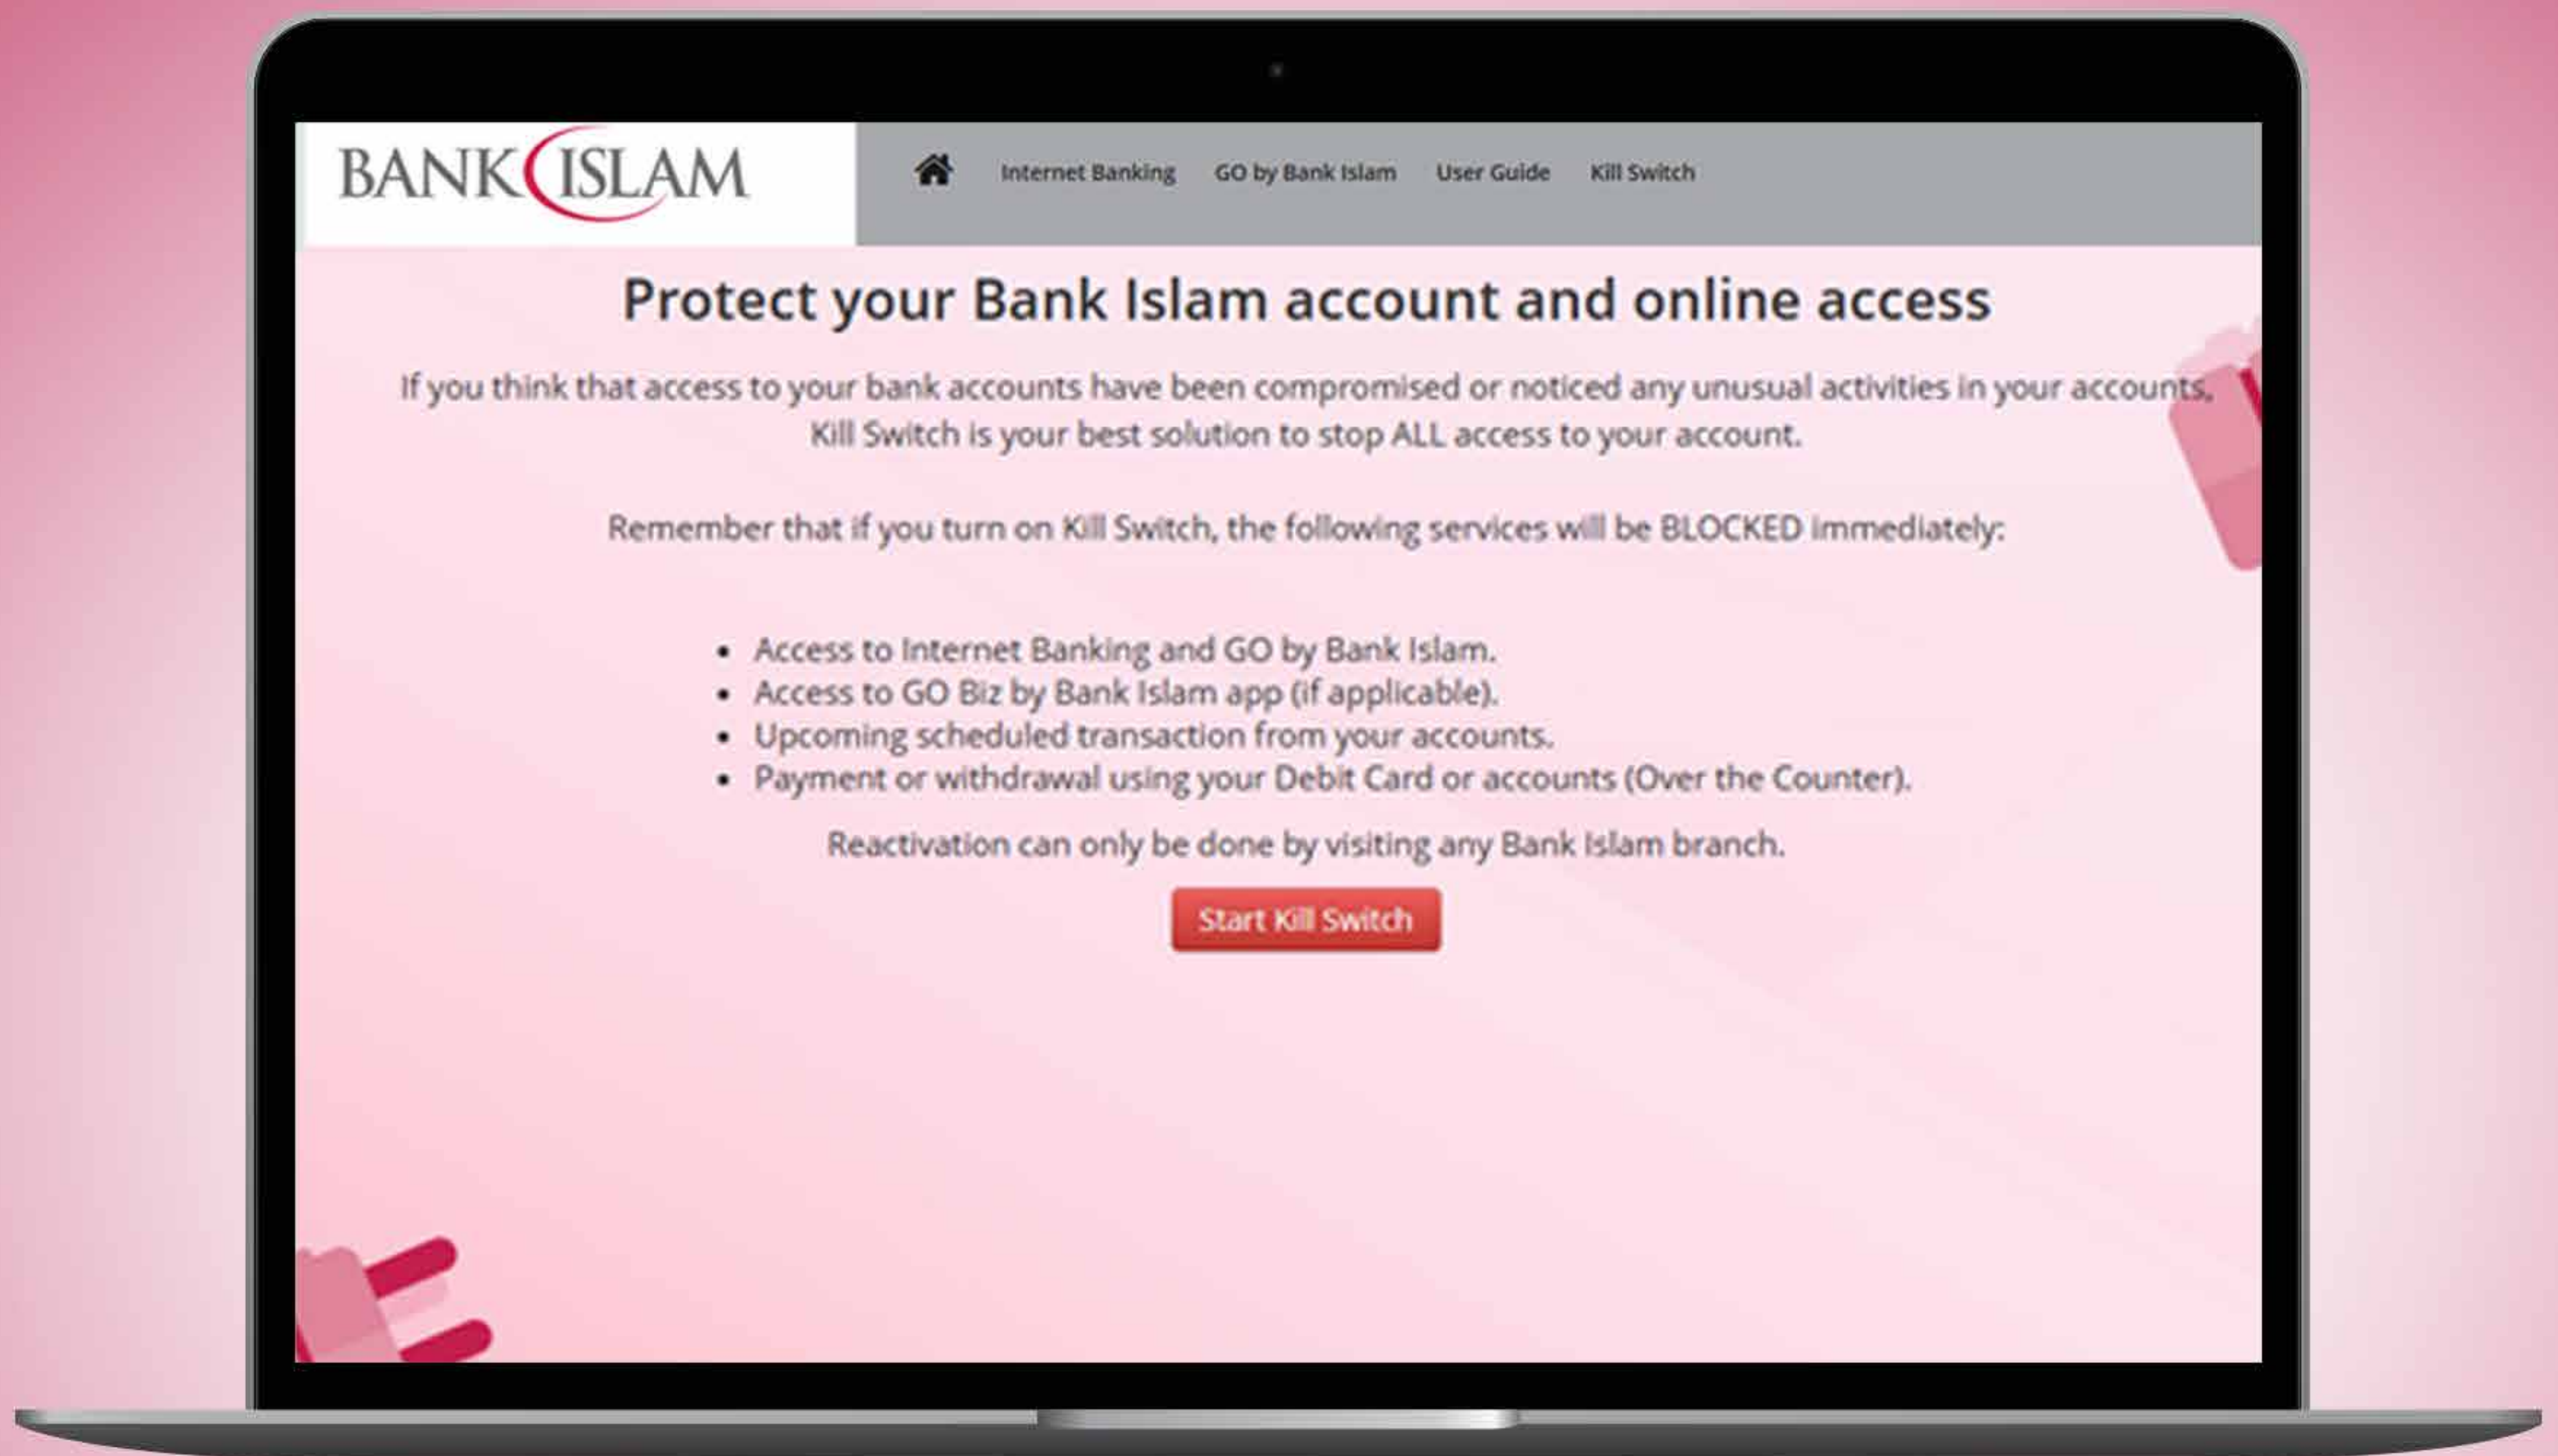 BANK ISLAM
Internet Banking GO by Bank Islam User Guide Kill Switch
Protect your Bank Islam account and online access
If you think that access to your bank accounts have been compromised or noticed any unusual activities in your accounts,
Kill Switch is your best solution to stop ALL access to your account.
Remember that if you turn on Kill Switch, the following services will be BLOCKED immediately:
• Access to Internet Banking and GO by Bank Islam.
• Access to GO Biz by Bank Islam app (if applicable).
• Upcoming scheduled transaction from your accounts.
• Payment or withdrawal using your Debit Card or accounts (Over the Counter).
Reactivation can only be done by visiting any Bank Islam branch.
Start Kill Switch